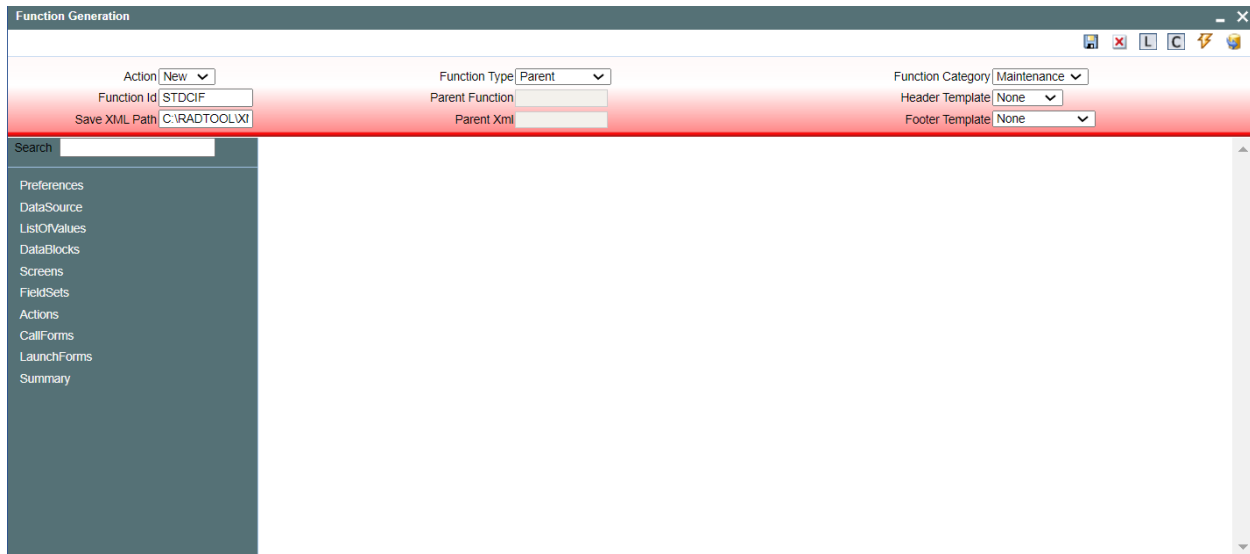 Function Generation
L C
Action New Function Type Parent Function Category Maintenance
Function Id STDCIF Parent Function Header Template None
Save XML Path C:\RADTOOL\XI Parent Xml Footer Template None
Search
Preferences
DataSource
ListOfValues
DataBlocks
Screens
FieldSets
Actions
CallForms
LaunchForms
Summary